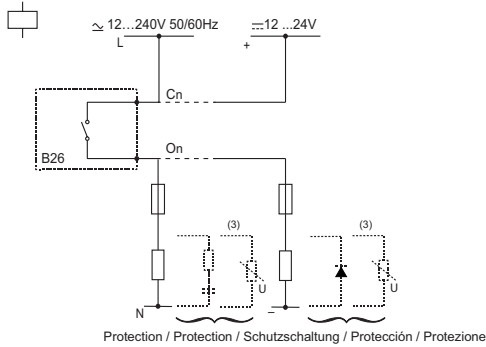 ≂ 12...240V 50/60Hz
⎓12 ...24V
L
+
Cn
B26
On
(3)
(3)
U
U
N
–
Protection / Protection / Schutzschaltung / Protección / Protezione